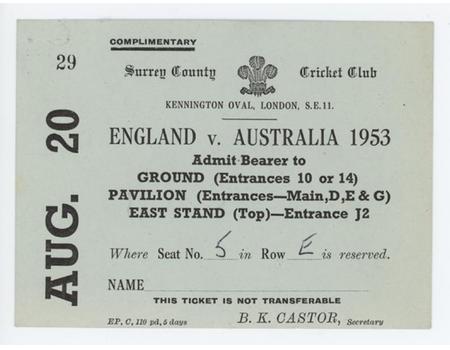 COMPLIMENTARY
29
Surrey County Cricket Club
KENNINGTON OVAL, LONDON, S.E.11.
AUG. 20
ENGLAND v. AUSTRALIA 1953
Admit Bearer to
GROUND (Entrances 10 or 14)
PAVILION (Entrances—Main, D, E & G)
EAST STAND (Top)—Entrance J2
Where Seat No. 5 in Row E is reserved.
NAME
THIS TICKET IS NOT TRANSFERABLE
EP, C, 110 pd, 5 days
B. K. CASTOR, Secretary